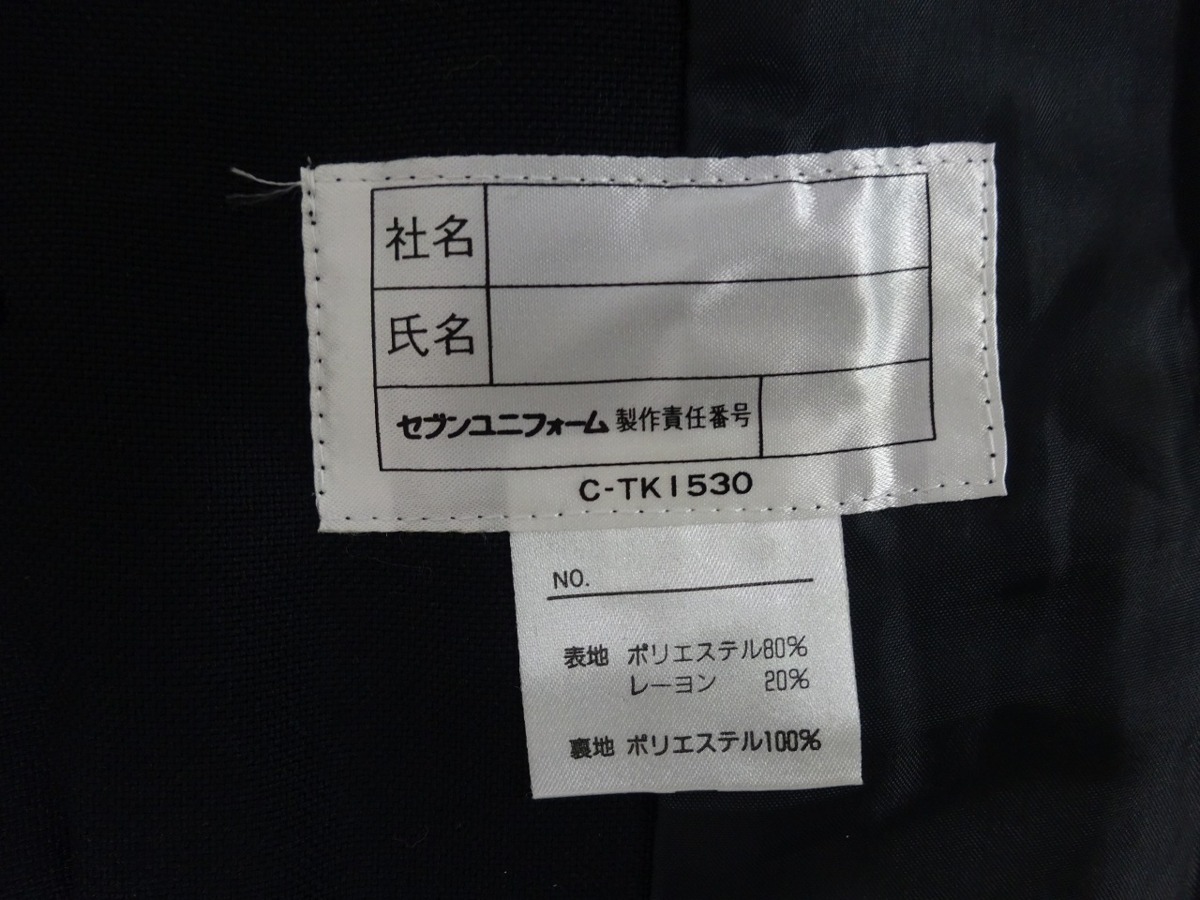 社名
氏名
セブンユニフォーム 製作責任番号
C-TK1530
NO.
表地 ポリエステル80%
レーヨン 20%
裏地 ポリエステル100%